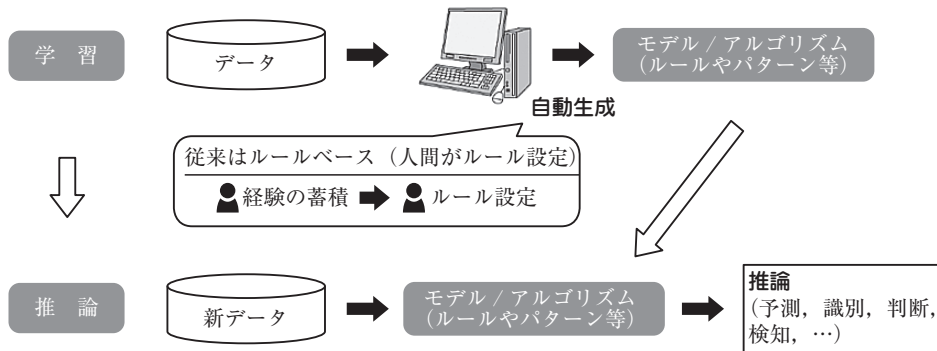 学 習
データ
モデル / アルゴリズム
（ルールやパターン等）
自動生成
従来はルールベース（人間がルール設定）
経験の蓄積
ルール設定
推 論
新データ
モデル / アルゴリズム
（ルールやパターン等）
推論
（予測，識別，判断，
検知，…）